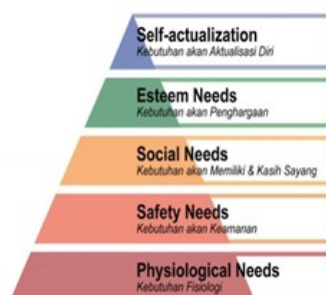 Self-actualization
Kebutuhan akan Aktualisasi Diri
Esteem Needs
Kebutuhan akan Penghargaan
Social Needs
Kebutuhan akan Memiliki & Kasih Sayang
Safety Needs
Kebutuhan akan Keamanan
Physiological Needs
Kebutuhan Fisiologi